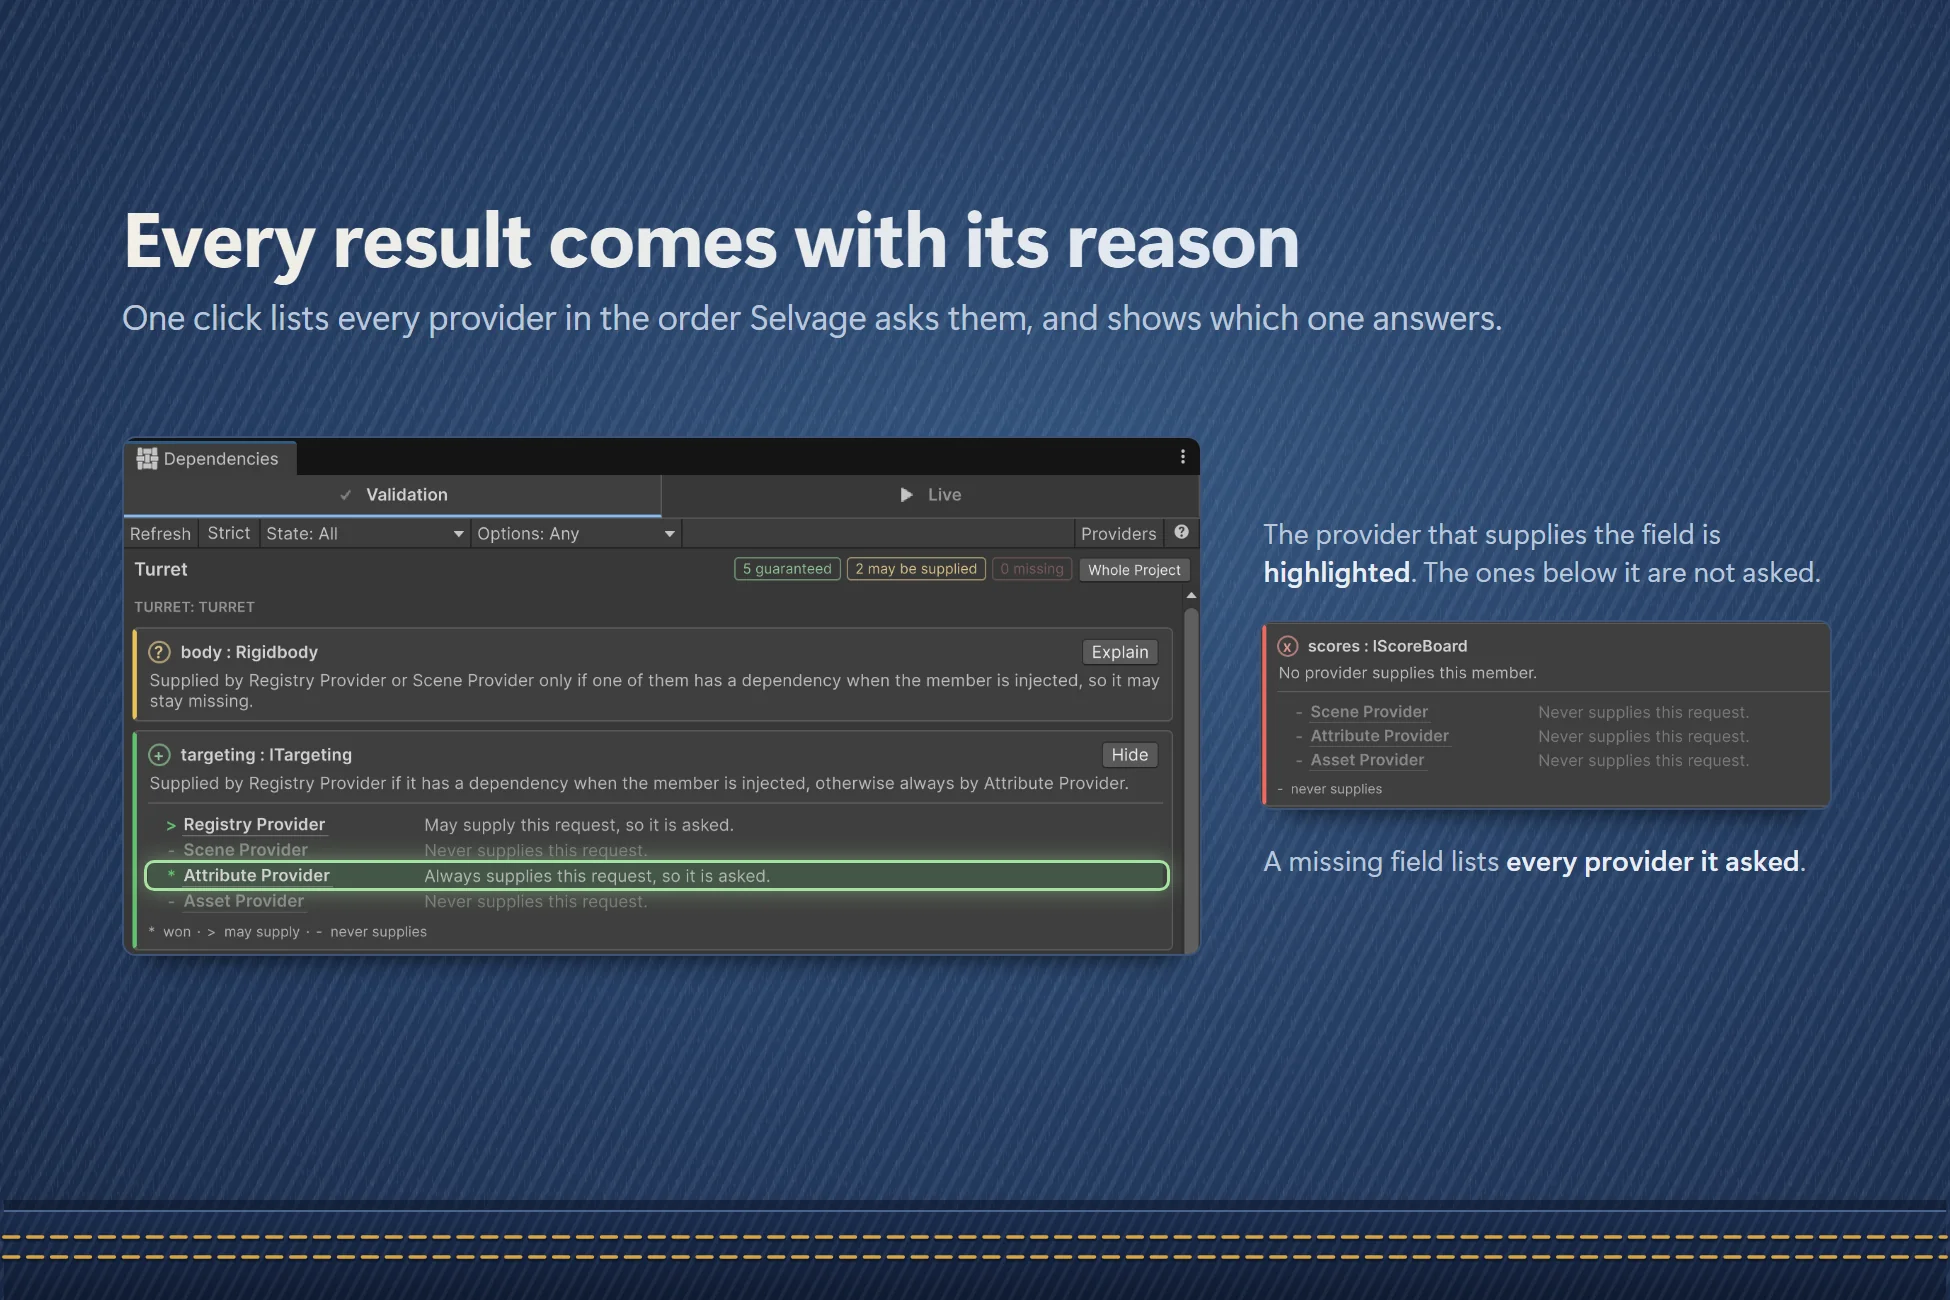 Every result comes with its reason
One click lists every provider in the order Selvage asks them, and shows which one answers.
Dependencies
✓ Validation
Live
Refresh Strict State: All Options: Any Providers ?
Turret 5 guaranteed 2 may be supplied 0 missing Whole Project
TURRET: TURRET
? body : Rigidbody Explain
Supplied by Registry Provider or Scene Provider only if one of them has a dependency when the member is injected, so it may
stay missing.
+ targeting : ITargeting Hide
Supplied by Registry Provider if it has a dependency when the member is injected, otherwise always by Attribute Provider.
> Registry Provider May supply this request, so it is asked.
- Scene Provider Never supplies this request.
* Attribute Provider Always supplies this request, so it is asked.
- Asset Provider Never supplies this request.
* won · > may supply · - never supplies
The provider that supplies the field is
highlighted. The ones below it are not asked.
x scores : IScoreBoard
No provider supplies this member.
- Scene Provider Never supplies this request.
- Attribute Provider Never supplies this request.
- Asset Provider Never supplies this request.
- never supplies
A missing field lists every provider it asked.